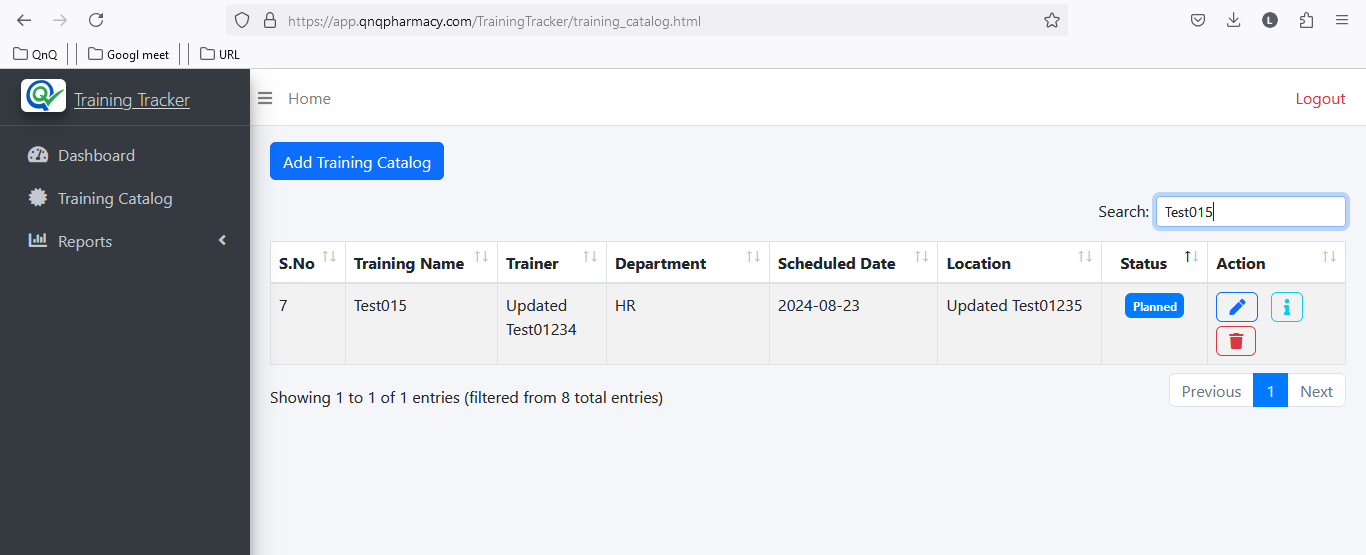 https://app.qnqpharmacy.com/TrainingTracker/training_catalog.html
L
QnQ
Googl meet
URL
Training Tracker
Home
Logout
Dashboard
Training Catalog
Reports
Add Training Catalog
Search: Test015
S.No Training Name Trainer Department Scheduled Date Location Status Action
7 Test015 Updated HR 2024-08-23 Updated Test01235 Planned
Test01234
Showing 1 to 1 of 1 entries (filtered from 8 total entries)
Previous 1 Next